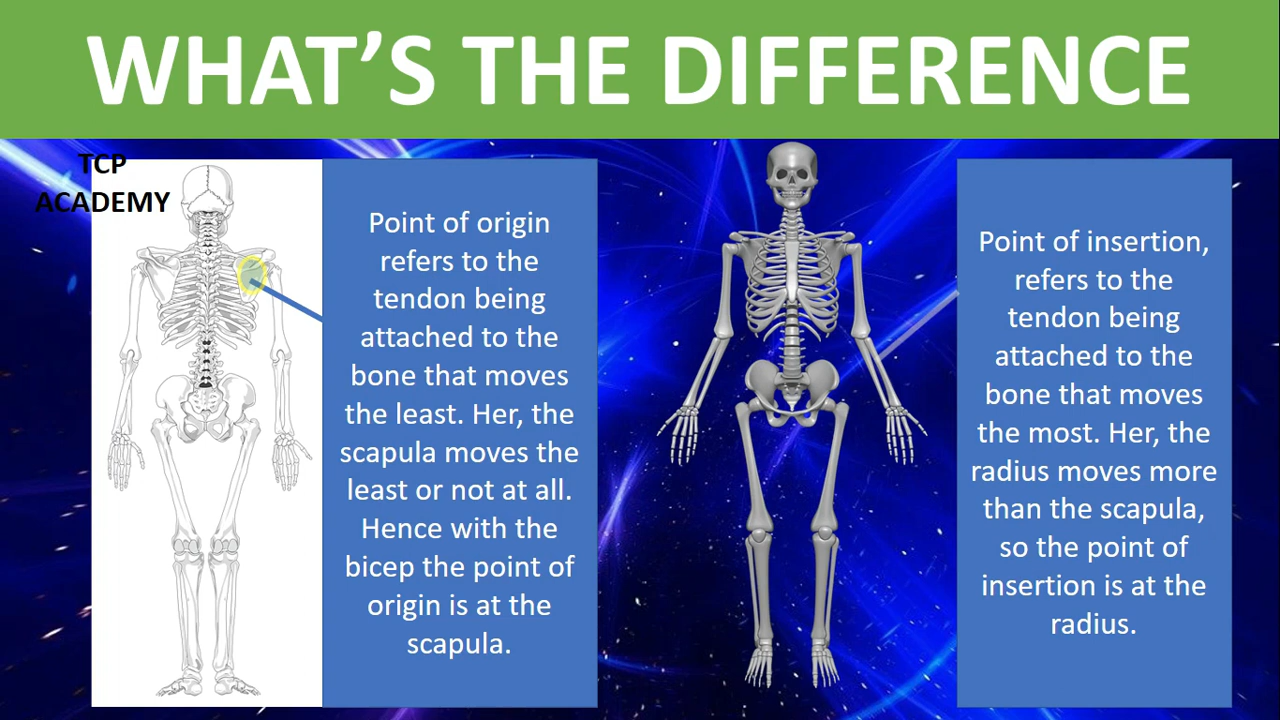 WHAT'S THE DIFFERENCE
TCP
ACADEMY
Point of origin
refers to the
tendon being
attached to the
bone that moves
the least. Her, the
scapula moves the
least or not at all.
Hence with the
bicep the point of
origin is at the
scapula.
Point of insertion,
refers to the
tendon being
attached to the
bone that moves
the most. Her, the
radius moves more
than the scapula,
so the point of
insertion is at the
radius.